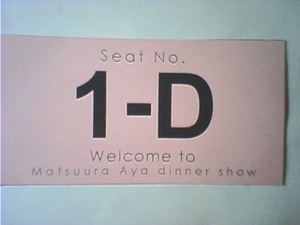 Seat No.
1-D
Welcome to
Matsuura Aya dinner show